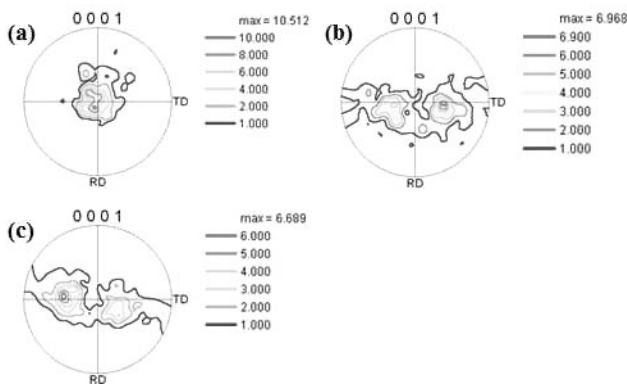 (a)
0 0 0 1
TD
RD
max = 10.512
10.000
8.000
6.000
4.000
2.000
1.000
(b)
0 0 0 1
TD
RD
max = 6.968
6.900
6.000
5.000
4.000
3.000
2.000
1.000
(c)
0 0 0 1
TD
RD
max = 6.689
6.000
5.000
4.000
3.000
2.000
1.000